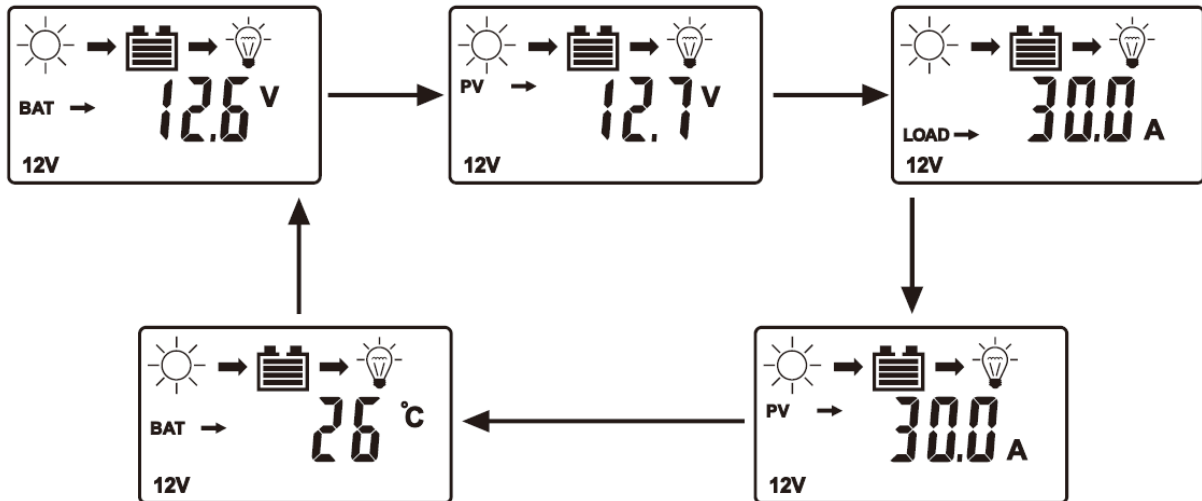 BAT → 12.6 V
12V
PV → 12.7 V
12V
LOAD → 30.0 A
12V
BAT → 26 °C
12V
PV → 30.0 A
12V